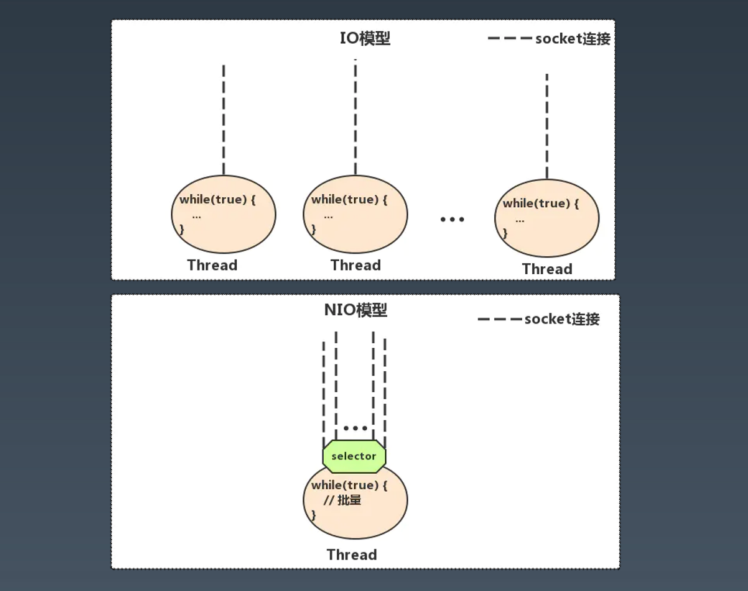 IO模型
socket连接
while(true) {
...
}
Thread
while(true) {
...
}
Thread
...
while(true) {
...
}
Thread
NIO模型
socket连接
...
selector
while(true) {
// 批量
}
Thread